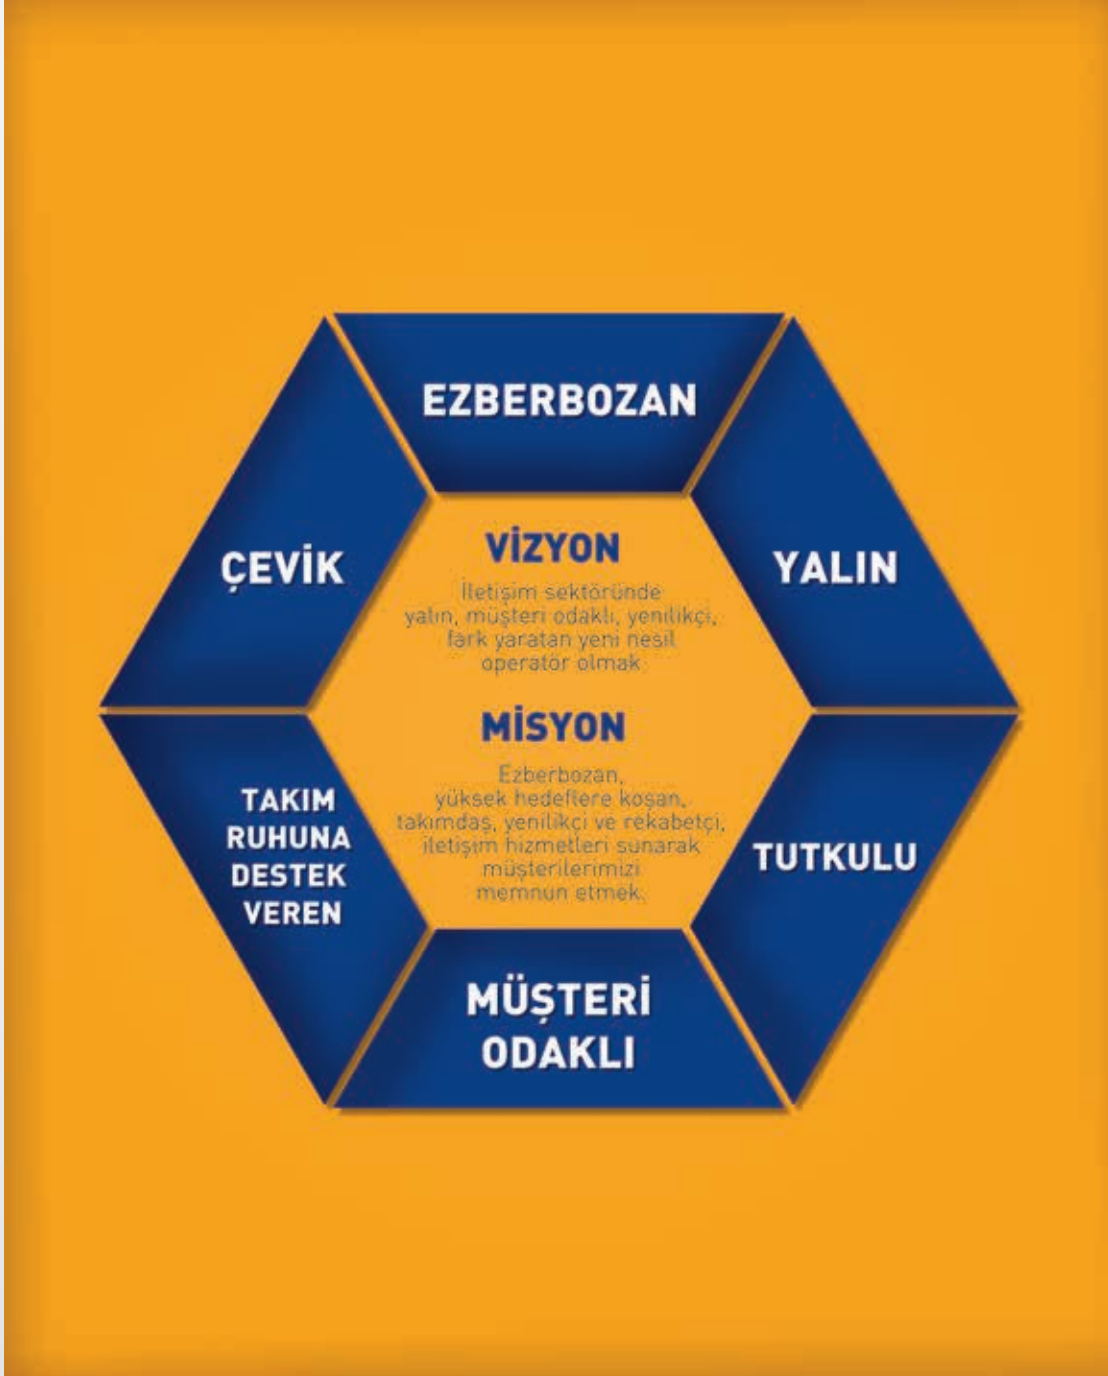 EZBERBOZAN
ÇEVİK
YALIN
VİZYON
İletişim sektöründe
yalın, müşteri odaklı, yenilikçi,
fark yaratan yeni nesil
operatör olmak
MİSYON
Ezberbozan,
yüksek hedeflere koşan,
takımdaş, yenilikçi ve rekabetçi,
iletişim hizmetleri sunarak
müşterilerimizi
memnun etmek.
TAKIM
RUHUNA
DESTEK
VEREN
TUTKULU
MÜŞTERİ
ODAKLI